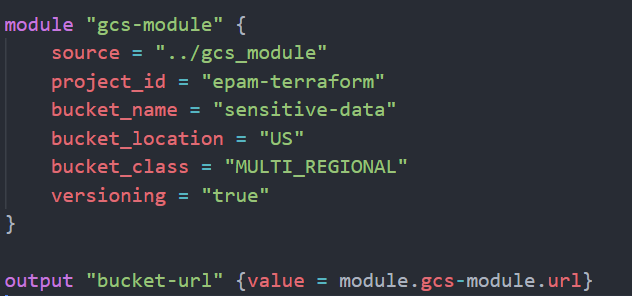 module "gcs-module" {
    source = "../gcs_module"
    project_id = "epam-terraform"
    bucket_name = "sensitive-data"
    bucket_location = "US"
    bucket_class = "MULTI_REGIONAL"
    versioning = "true"
}

output "bucket-url" {value = module.gcs-module.url}